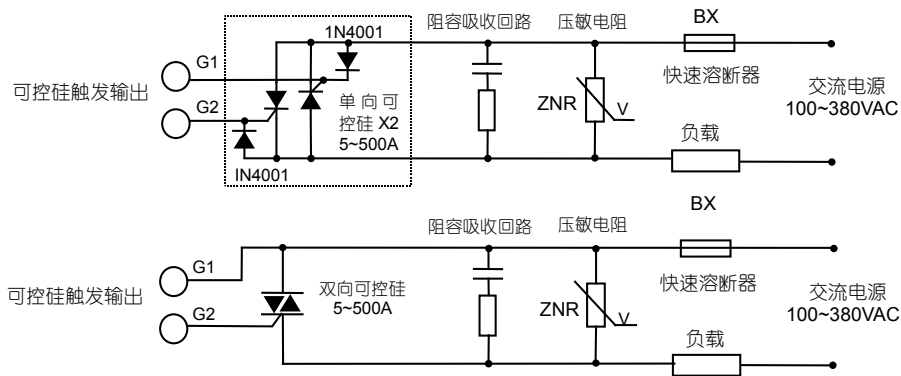 1N4001
阻容吸收回路
压敏电阻
BX
G1
可控硅触发输出
G2
单 向 可
控 硅 X2
5~500A
ZNR
V
快速溶断器
交流电源
100~380VAC
负载
IN4001
阻容吸收回路
压敏电阻
BX
G1
可控硅触发输出
G2
双向可控硅
5~500A
ZNR
V
快速溶断器
交流电源
100~380VAC
负载